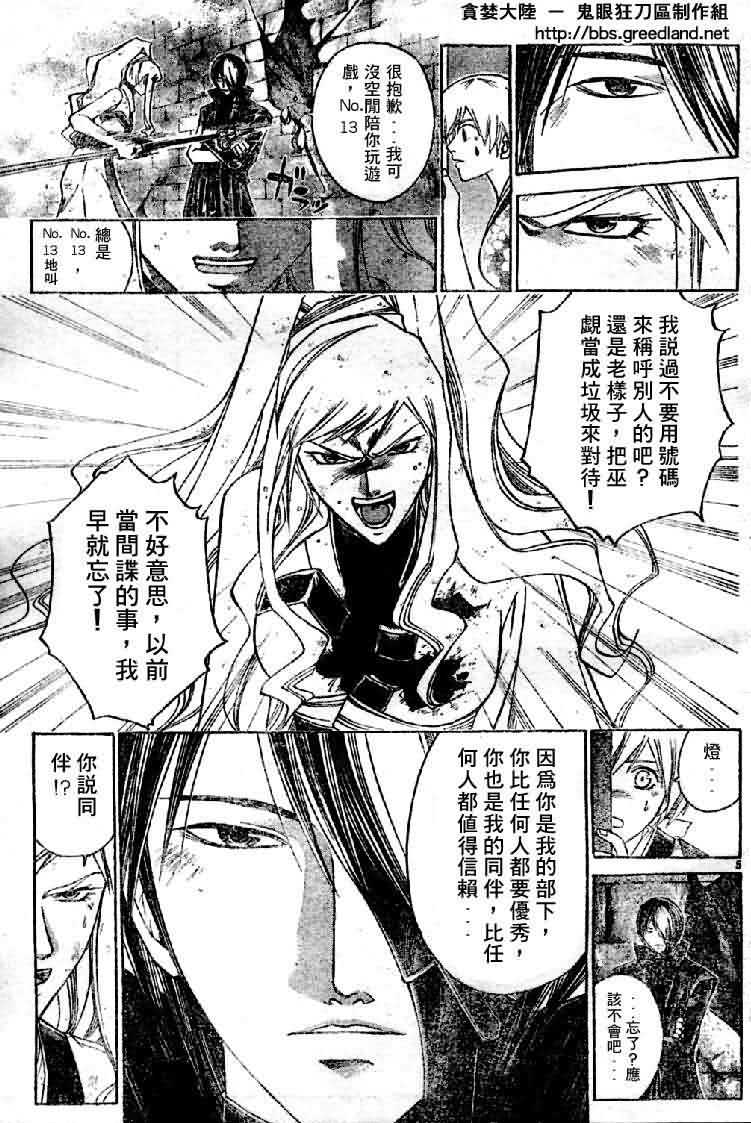 貪婪大陸 － 鬼眼狂刀區制作組
http://bbs.greedland.net/
很抱歉...我可
沒空閒陪你玩遊
戲，No.13
ガラッ
總是，
No.13
No.13地叫
我說過不要用號碼
來稱呼別人的吧？
還是老樣子，把巫
覡當成垃圾來對待！
不好意思，以前
當間諜的事，我
早就忘了！
燈...
...忘了？應
該不會吧...
因爲你是我的部下，
你比任何人都要優秀，
你也是我的同伴，比任
何人都值得信賴...
你說同
伴!?
5